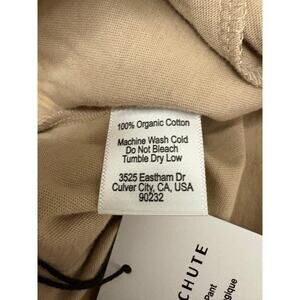 100% Organic Cotton
Machine Wash Cold
Do Not Bleach
Tumble Dry Low
3525 Eastham Dr
Culver City, CA, USA
90232
CHUTE
Pant